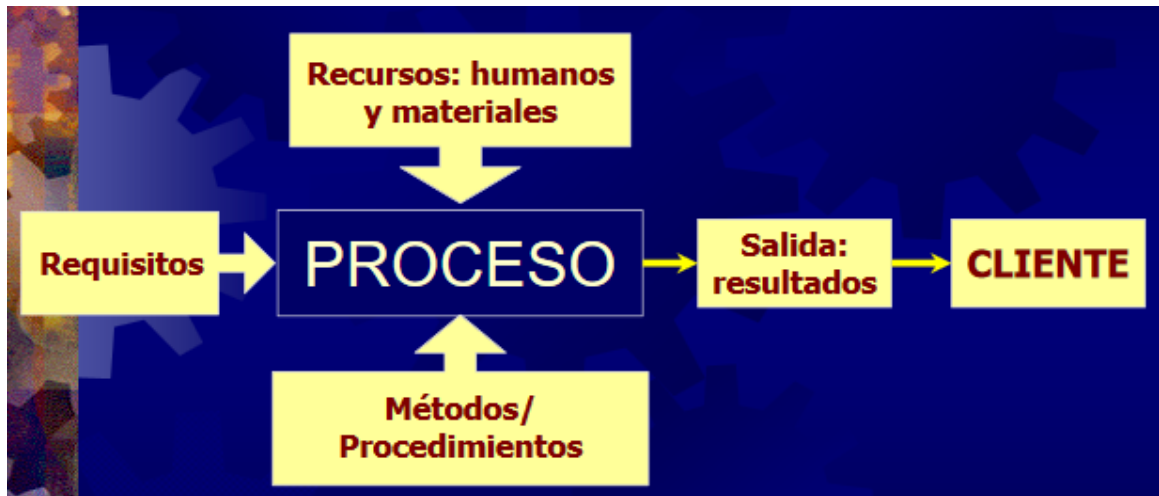 Recursos: humanos
y materiales
Requisitos
PROCESO
Salida:
resultados
CLIENTE
Métodos/
Procedimientos